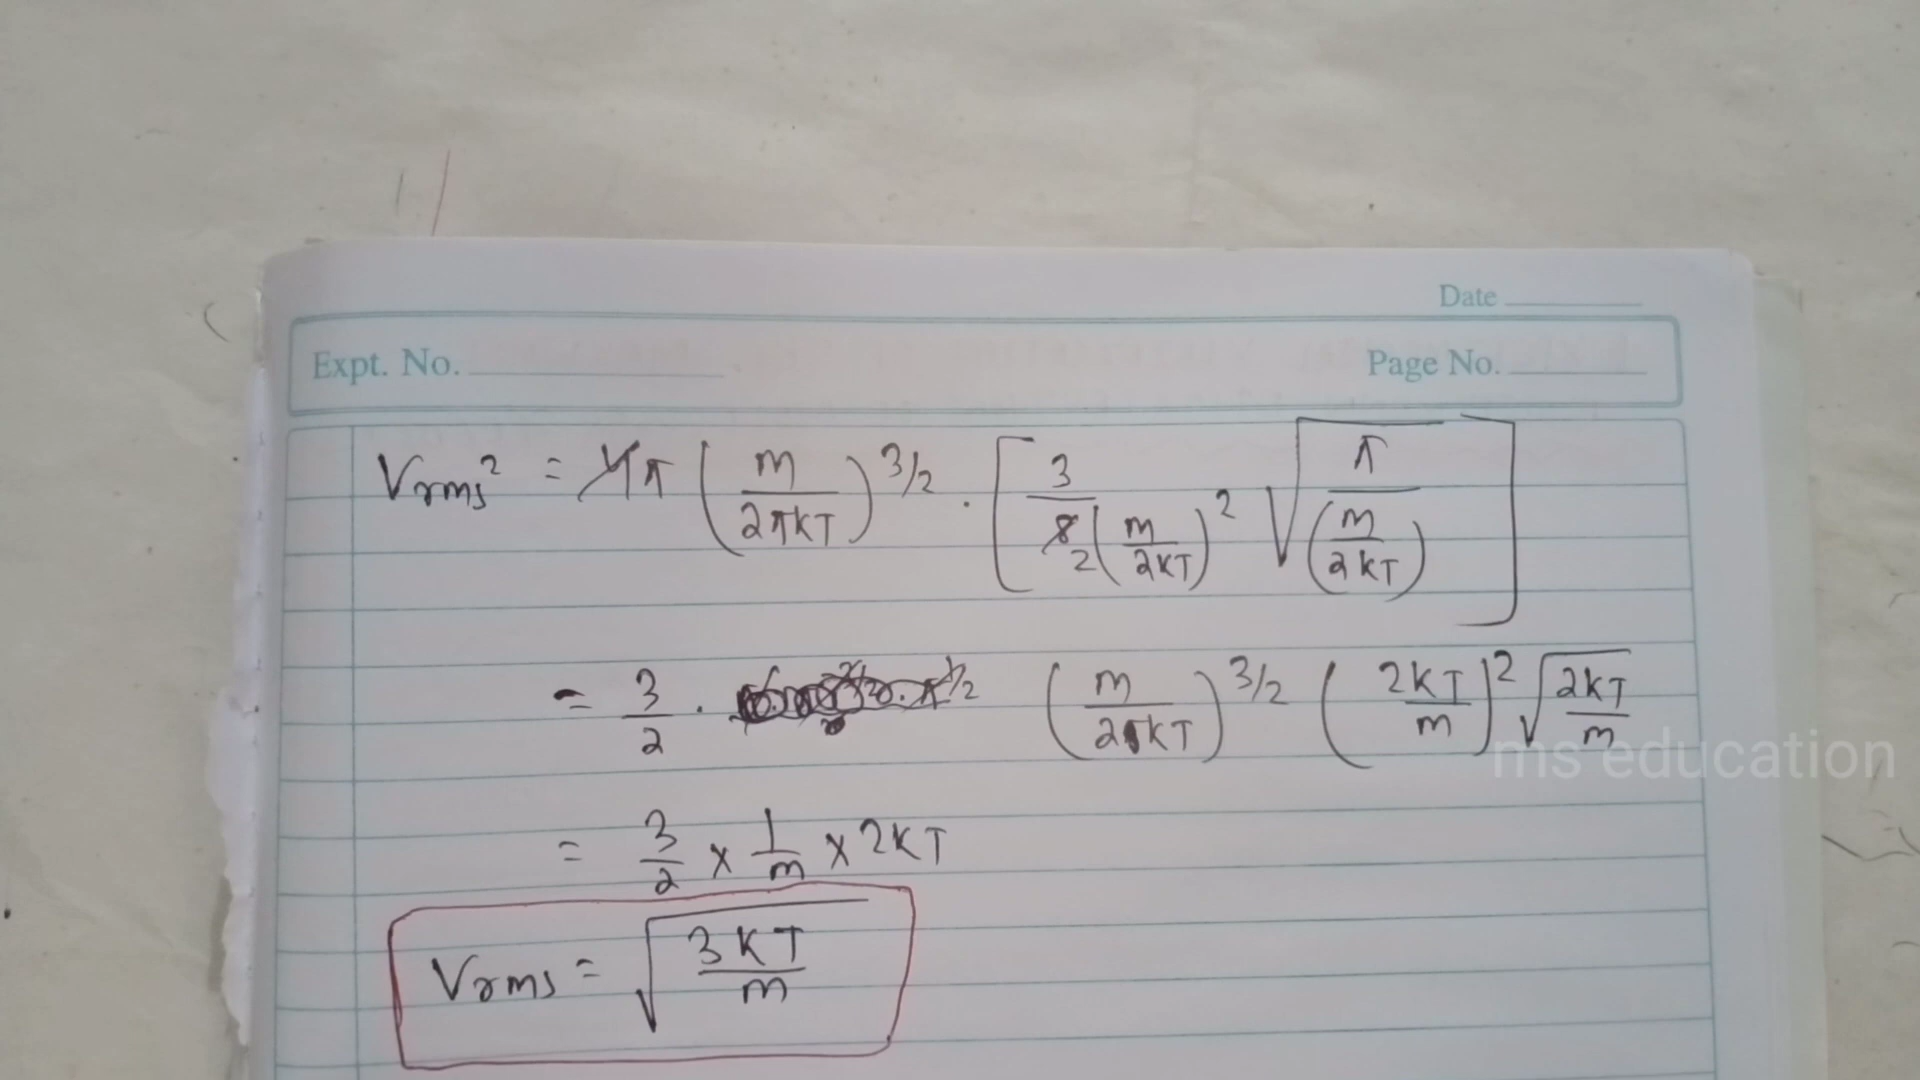 Date
Expt. No. Page No.
Vrms² = 4π (m/2πKT)^3/2 · [3/8 2 (m/2KT)² √(π/(m/2KT))]
= 3/2 · (m/2πKT)^3/2 (2KT/m)² √(2KT/m)
ms education
= 3/2 × 1/m × 2KT
Vrms = √(3KT/m)